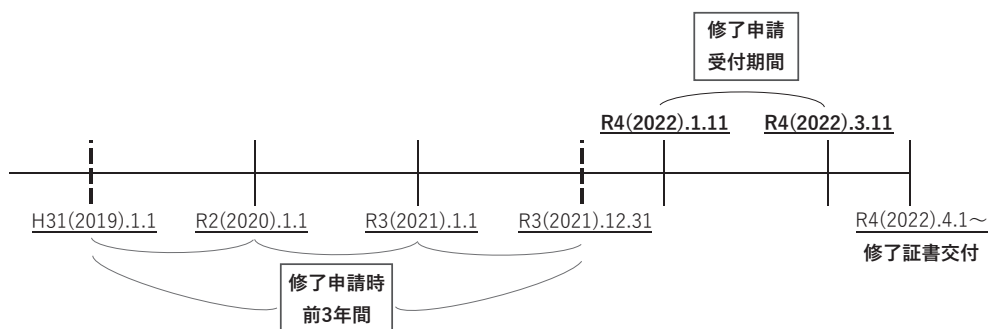 修了申請
受付期間
R4(2022).1.11
R4(2022).3.11
H31(2019).1.1
R2(2020).1.1
R3(2021).1.1
R3(2021).12.31
R4(2022).4.1～
修了証書交付
修了申請時
前3年間